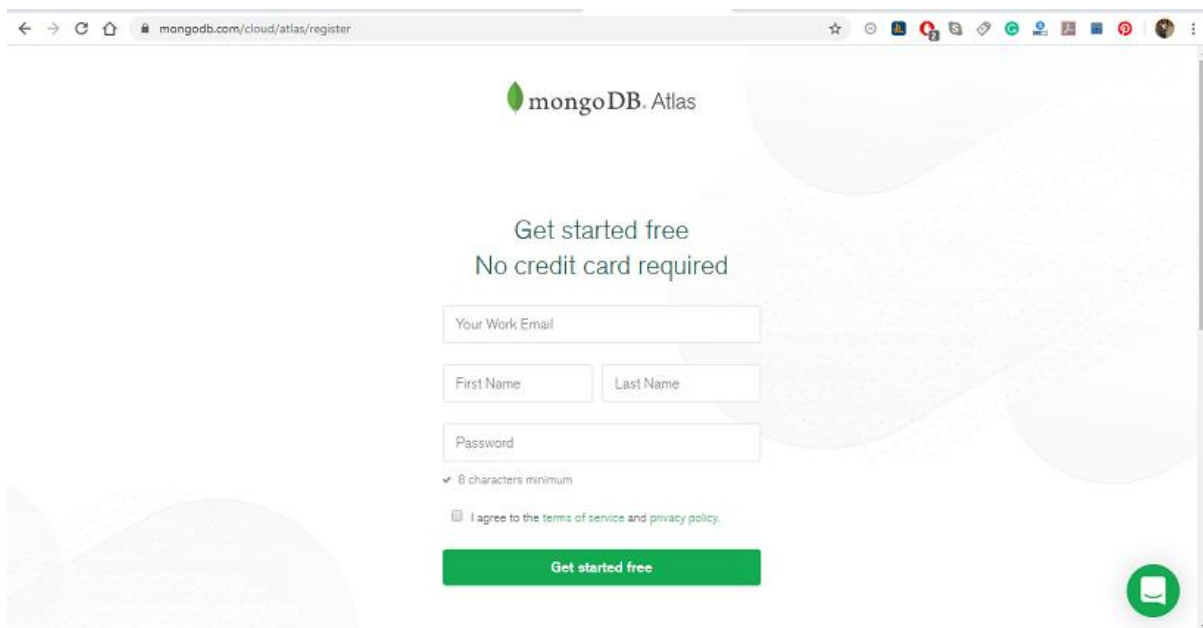 mongodb.com/cloud/atlas/register
2
mongoDB. Atlas
Get started free
No credit card required
Your Work Email
First Name Last Name
Password
8 characters minimum
I agree to the terms of service and privacy policy.
Get started free